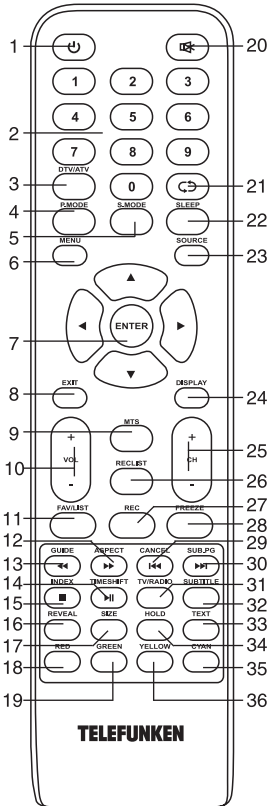 1 20
1 2 3
2
4 5 6
7 8 9
DTV/ATV
3 0 21
4 P.MODE S.MODE SLEEP 22
5
MENU SOURCE
6 23
ENTER
7
8 EXIT DISPLAY 24
9 MTS
+ +
10 VOL CH 25
- -
RECLIST 26
11 FAV/LIST REC FREEZE 27
28
12 29
GUIDE ASPECT CANCEL SUB.PG
13 30
14 INDEX TIMESHIFT TV/RADIO SUBTITLE 31
15 32
16 REVEAL SIZE HOLD TEXT 33
17 34
18 RED GREEN YELLOW CYAN 35
19 36
TELEFUNKEN